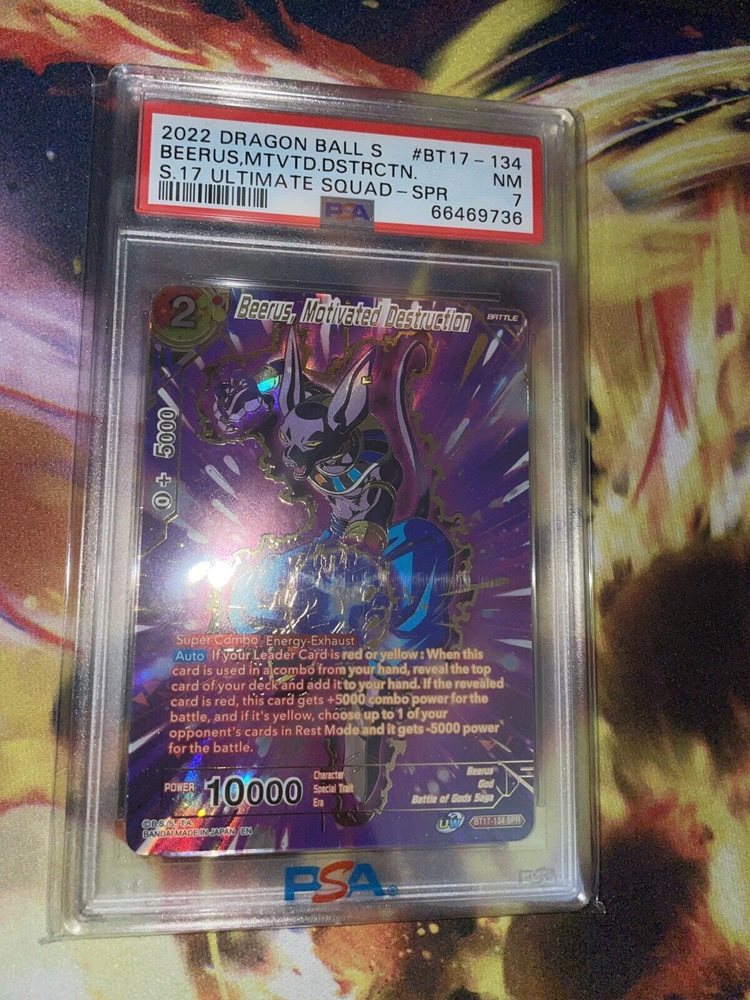 2022 DRAGON BALL S #BT17-134
BEERUS,MTVTD.DSTRCTN. NM
S.17 ULTIMATE SQUAD-SPR 7
PSA 66469736
2 Beerus, Motivated Destruction BATTLE
0 + 5000
Super Combo Energy-Exhaust
Auto If your Leader Card is red or yellow : When this
card is used in a combo from your hand, reveal the top
card of your deck and add it to your hand. If the revealed
card is red, this card gets +5000 combo power for the
battle, and if it's yellow, choose up to 1 of your
opponent's cards in Rest Mode and it gets -5000 power
for the battle.
POWER 10000
Character Beerus
Special Trait God
Era Battle of Gods Saga
©B.S./S.,T.A.
BANDAI MADE IN JAPAN EN
UW BT17-134 SPR
PSA